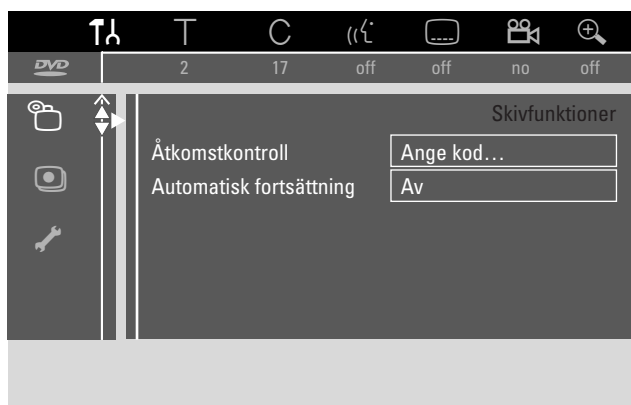 T C
DVD 2 17 off off no off
Skivfunktioner
Åtkomstkontroll Ange kod...
Automatisk fortsättning Av